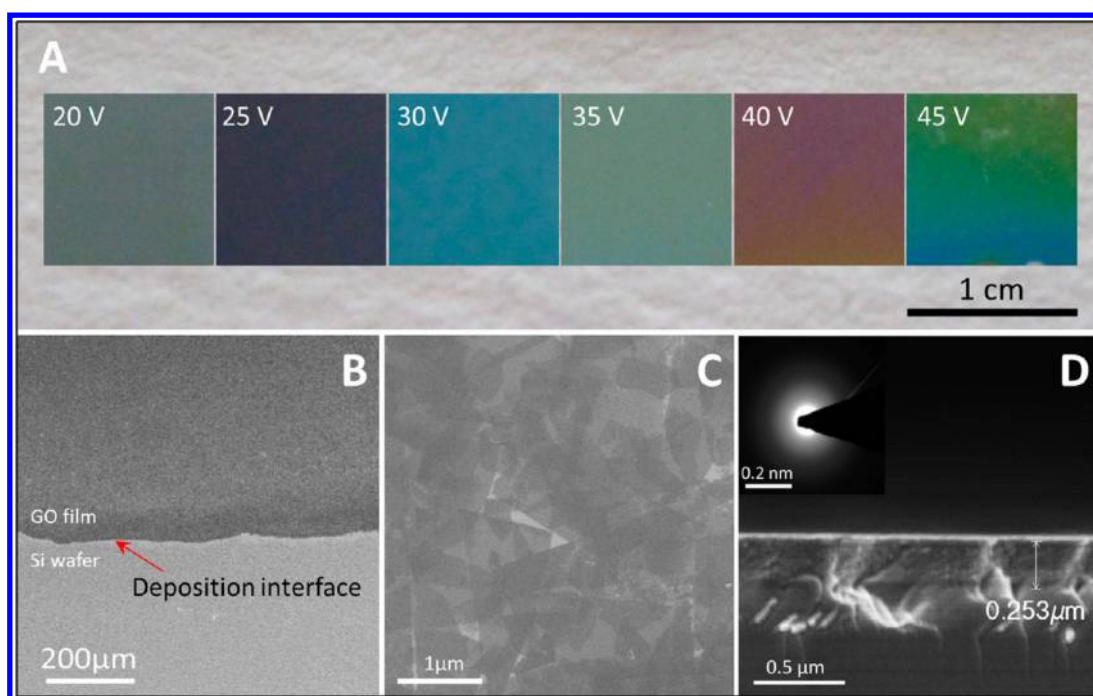 A
20 V
25 V
30 V
35 V
40 V
45 V
1 cm
B
GO film
Si wafer
Deposition interface
200μm
C
1μm
D
0.2 nm
0.253μm
0.5 μm